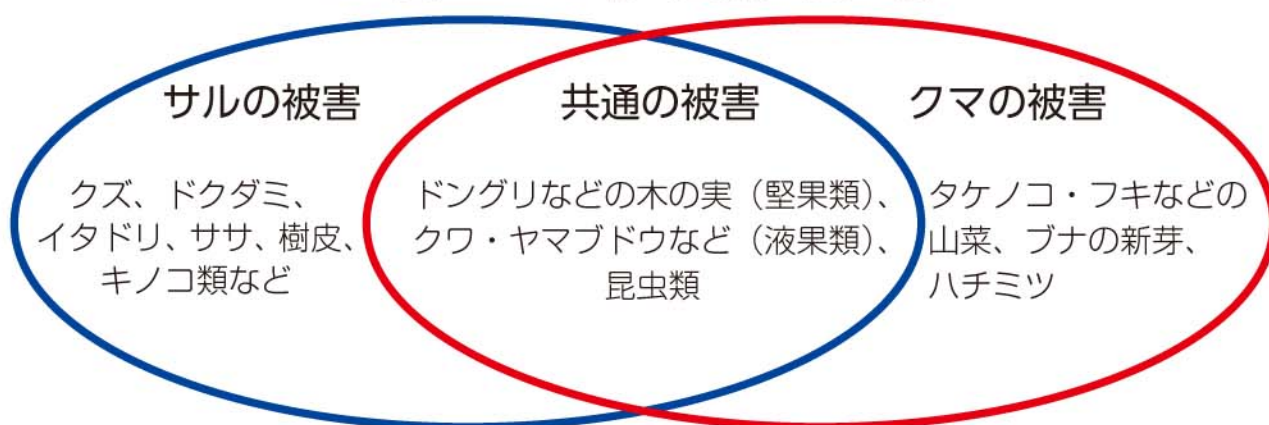 サルの被害
クズ、ドクダミ、
イタドリ、ササ、樹皮、
キノコ類など
共通の被害
ドングリなどの木の実（堅果類）、
クワ・ヤマブドウなど（液果類）、
昆虫類
クマの被害
タケノコ・フキなどの
山菜、ブナの新芽、
ハチミツ